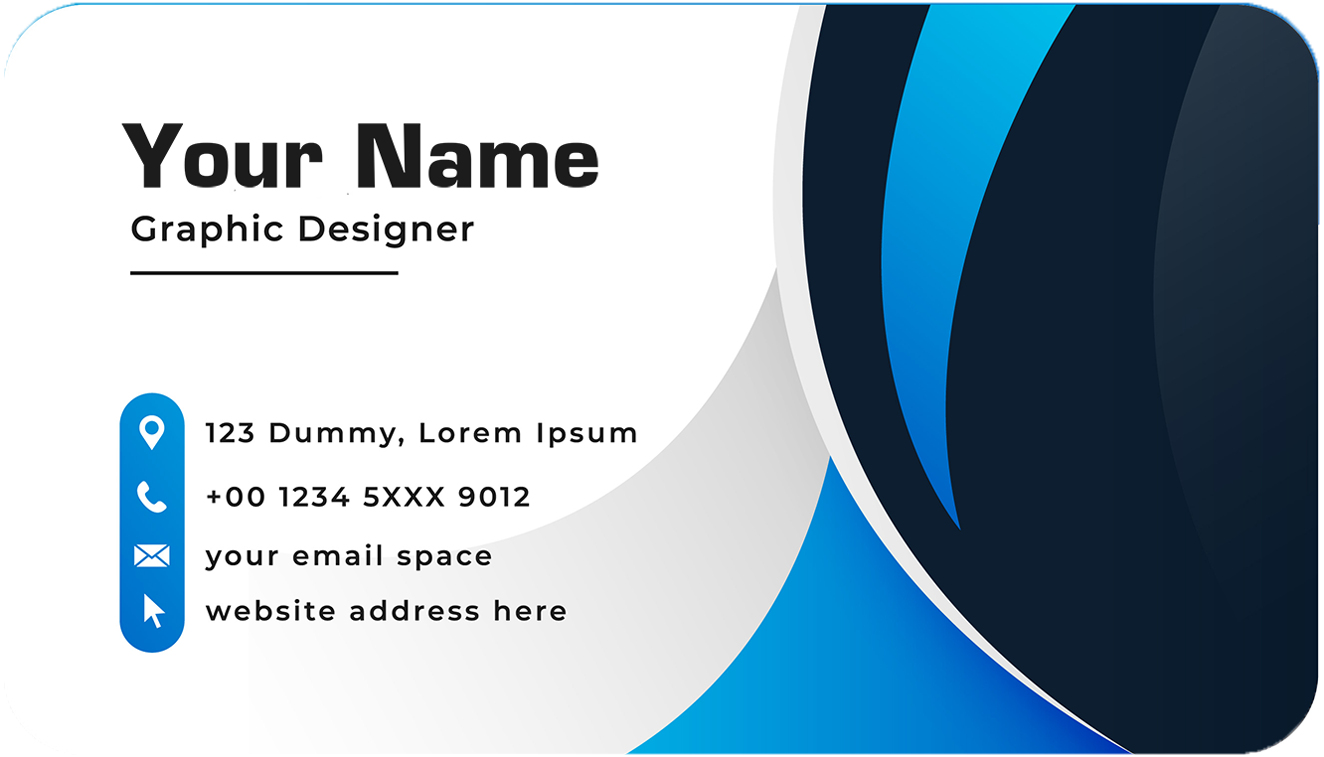 Your Name
Graphic Designer
123 Dummy, Lorem Ipsum
+00 1234 5XXX 9012
your email space
website address here